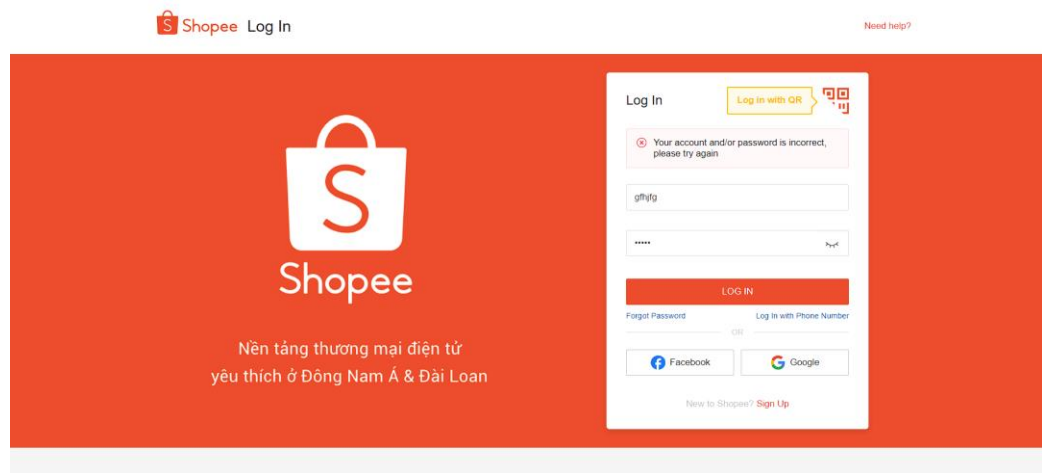 Shopee Log In
Need help?
Log In
Log in with QR
Your account and/or password is incorrect,
please try again
gfhjfg
•••••
LOG IN
Forgot Password
Log In with Phone Number
OR
Facebook
Google
New to Shopee? Sign Up
S
Shopee
Nền tảng thương mại điện tử
yêu thích ở Đông Nam Á & Đài Loan